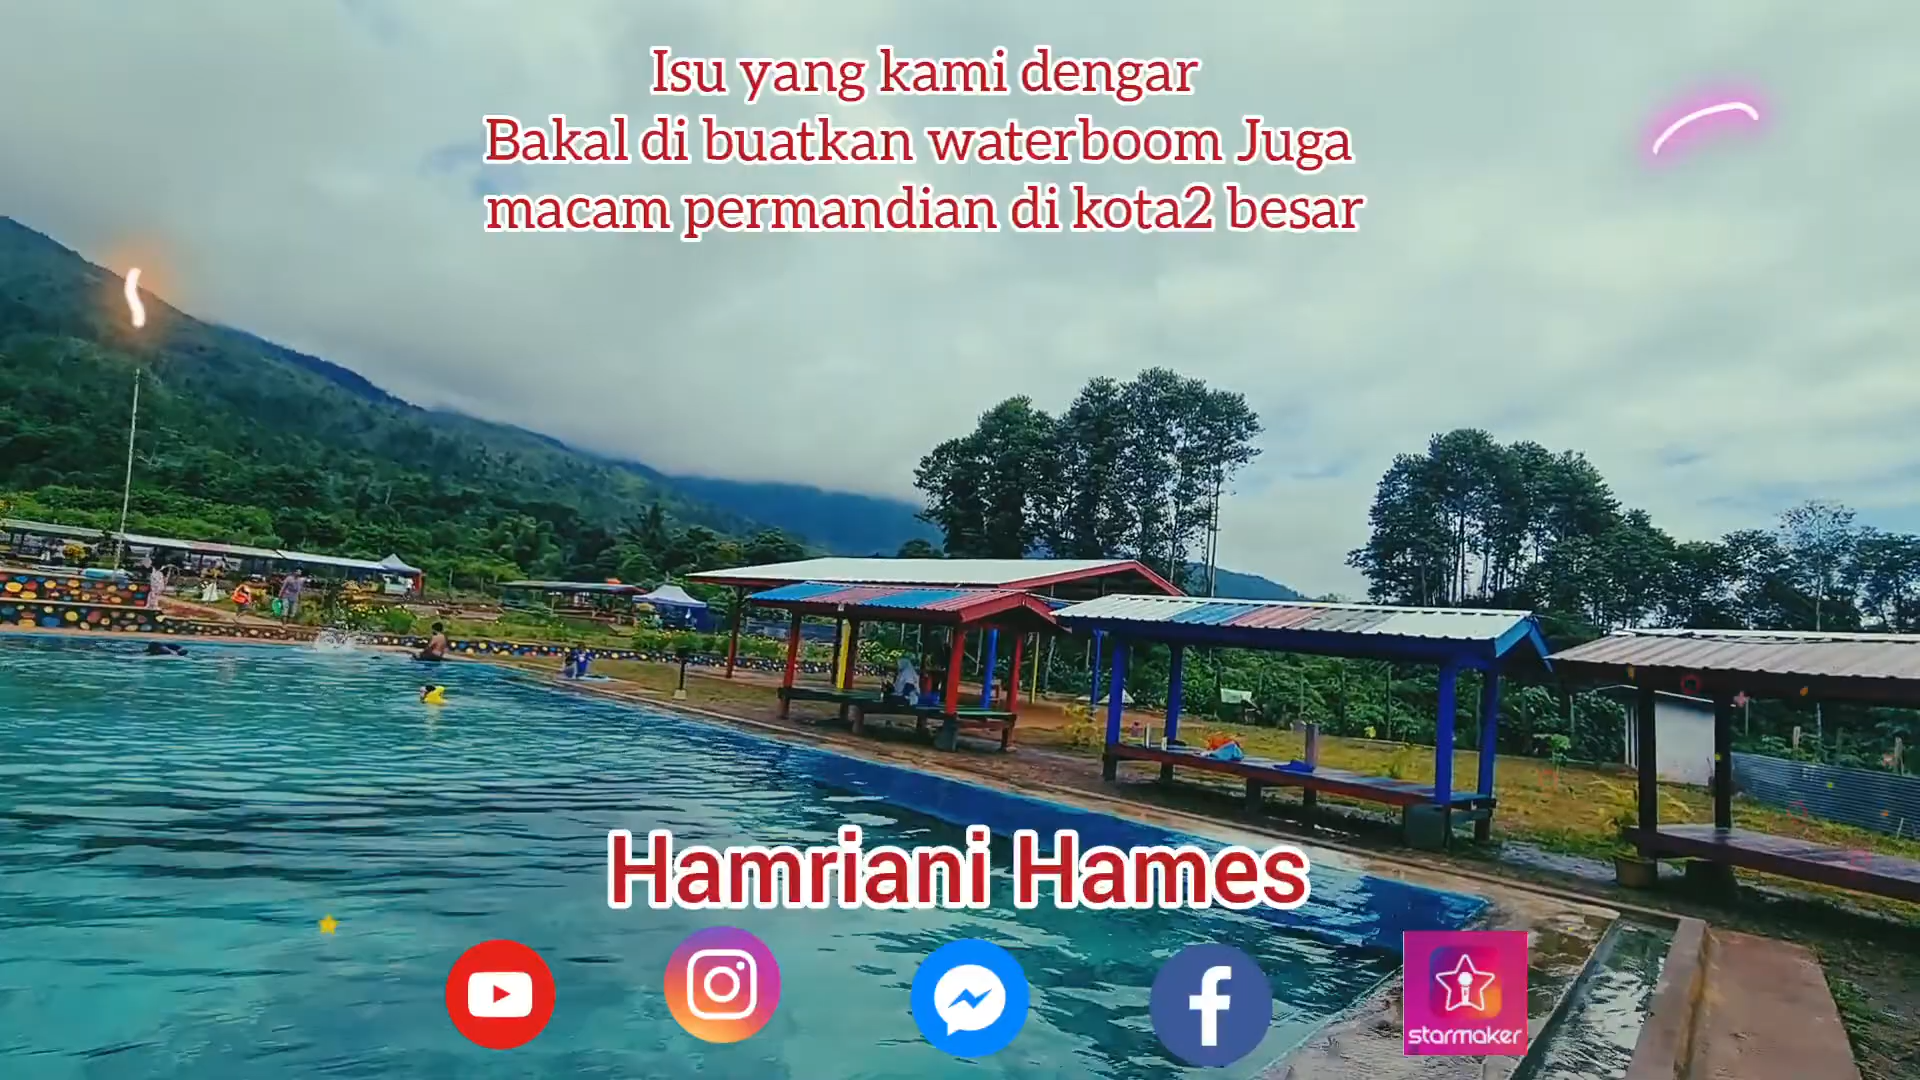 Isu yang kami dengar
Bakal di buatkan waterboom Juga
macam permandian di kota2 besar
Hamriani Hames
starmaker